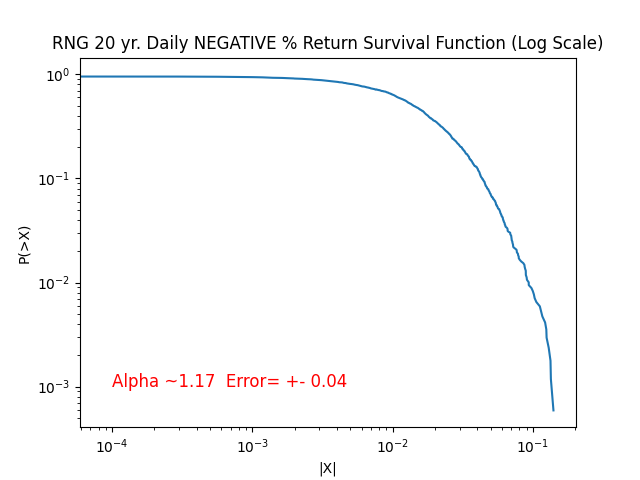 RNG 20 yr. Daily NEGATIVE % Return Survival Function (Log Scale)
P(>X)
10⁰
10⁻¹
10⁻²
10⁻³
Alpha ~1.17  Error= +- 0.04
10⁻⁴ 10⁻³ 10⁻² 10⁻¹
|X|